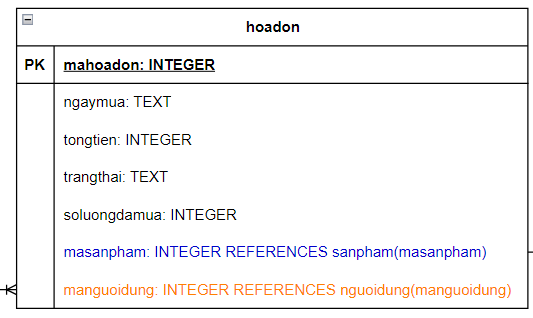 hoadon
PK mahoadon: INTEGER
ngaymua: TEXT
tongtien: INTEGER
trangthai: TEXT
soluongdamua: INTEGER
masanpham: INTEGER REFERENCES sanpham(masanpham)
manguoidung: INTEGER REFERENCES nguoidung(manguoidung)